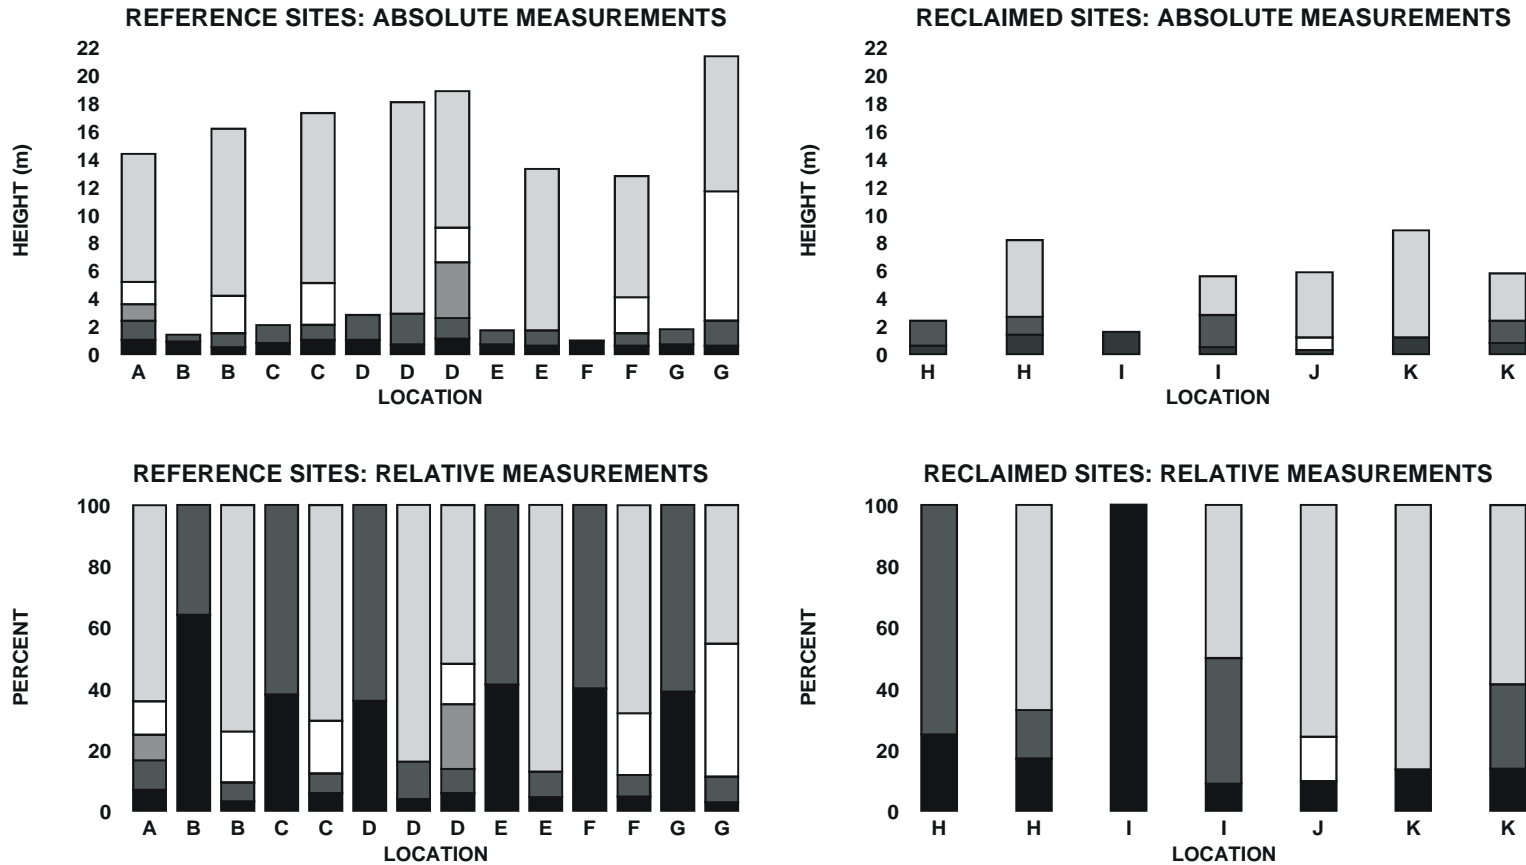 REFERENCE SITES: ABSOLUTE MEASUREMENTS
22
20
18
16
14
12
10
8
6
4
2
0
HEIGHT (m)
A B B C C D D D E E F F G G
LOCATION
RECLAIMED SITES: ABSOLUTE MEASUREMENTS
22
20
18
16
14
12
10
8
6
4
2
0
HEIGHT (m)
H H I I J K K
LOCATION
REFERENCE SITES: RELATIVE MEASUREMENTS
100
80
60
40
20
0
PERCENT
A B B C C D D D E E F F G G
LOCATION
RECLAIMED SITES: RELATIVE MEASUREMENTS
100
80
60
40
20
0
PERCENT
H H I I J K K
LOCATION